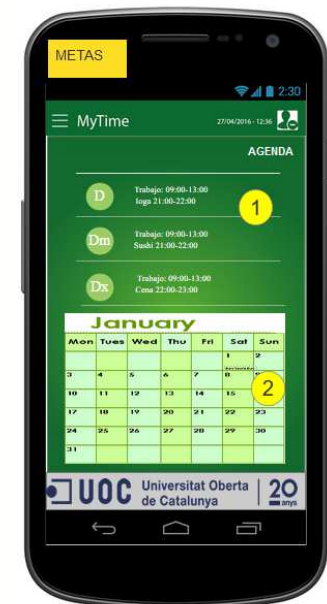 METAS
2:30
MyTime
27/04/2016 - 12:36
AGENDA
D
Trabajo: 09:00-13:00
Ioga 21:00-22:00
1
Dm
Trabajo: 09:00-13:00
Sushi 21:00-22:00
Dx
Trabajo: 09:00-13:00
Cena 22:00-23:00
January
Mon Tues Wed Thu Fri Sat Sun
1 2
3 4 5 6 7 8
2
10 11 12 13 14 15
17 18 19 20 21 22 23
24 25 26 27 28 29 30
31
UOC
Universitat Oberta
de Catalunya
20
anys